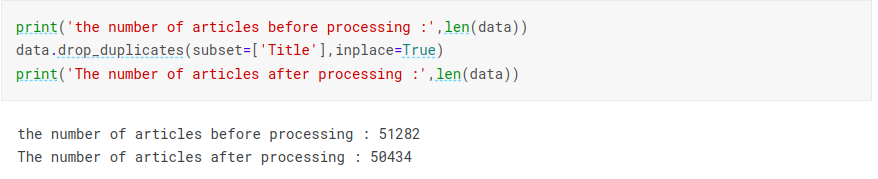 print('the number of articles before processing :',len(data))
data.drop_duplicates(subset=['Title'],inplace=True)
print('The number of articles after processing :',len(data))
the number of articles before processing : 51282
The number of articles after processing : 50434